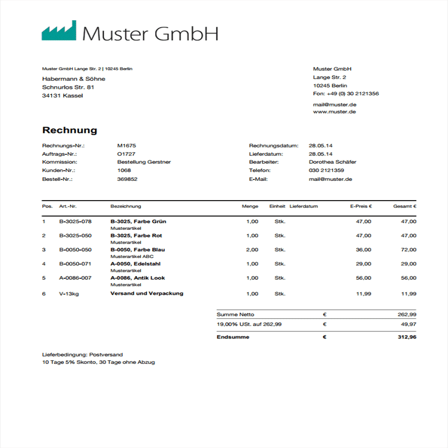 Muster GmbH
Muster GmbH Lange Str. 2 | 10245 Berlin
Habermann & Söhne
Schnurlos Str. 81
34131 Kassel
Muster GmbH
Lange Str. 2
10245 Berlin
Fon: +49 (0) 30 2121356
mail@muster.de
www.muster.de
Rechnung
Rechnungs-Nr.: M1675 Rechnungsdatum: 28.05.14
Auftrags-Nr.: O1727 Lieferdatum: 28.05.14
Kommission: Bestellung Gerstner Bearbeiter: Dorothea Schäfer
Kunden-Nr.: 1068 Telefon: 030 2121359
Bestell-Nr.: 369852 E-Mail: mail@muster.de
Pos. Art.-Nr. Bezeichnung Menge Einheit Lieferdatum E-Preis € Gesamt €
1 B-3025-078 B-3025, Farbe Grün 1,00 Stk. 47,00 47,00
Musterartikel
2 B-3025-050 B-3025, Farbe Rot 1,00 Stk. 47,00 47,00
Musterartikel
3 B-0050-050 B-0050, Farbe Blau 2,00 Stk. 36,00 72,00
Musterartikel ABC
4 B-0050-071 A-0050, Edelstahl 1,00 Stk. 29,00 29,00
Musterartikel
5 A-0086-007 A-0086, Antik Look 1,00 Stk. 56,00 56,00
Musterartikel
6 V-13kg Versand und Verpackung 1,00 Stk. 11,99 11,99
Summe Netto € 262,99
19,00% USt. auf 262,99 € 49,97
Endsumme € 312,96
Lieferbedingung: Postversand
10 Tage 5% Skonto, 30 Tage ohne Abzug